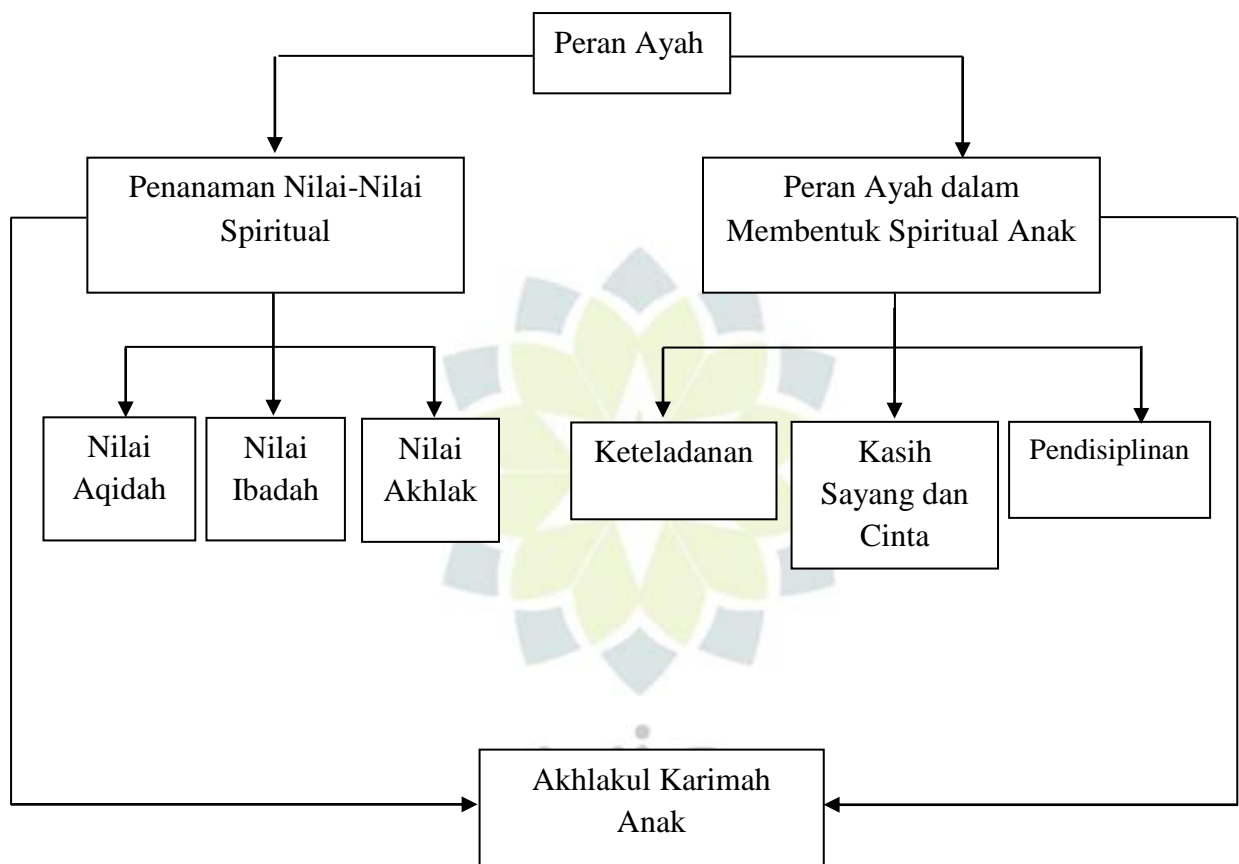 Peran Ayah
Penanaman Nilai-Nilai
Spiritual
Peran Ayah dalam
Membentuk Spiritual Anak
Nilai
Aqidah
Nilai
Ibadah
Nilai
Akhlak
Keteladanan
Kasih
Sayang dan
Cinta
Pendisiplinan
Akhlakul Karimah
Anak